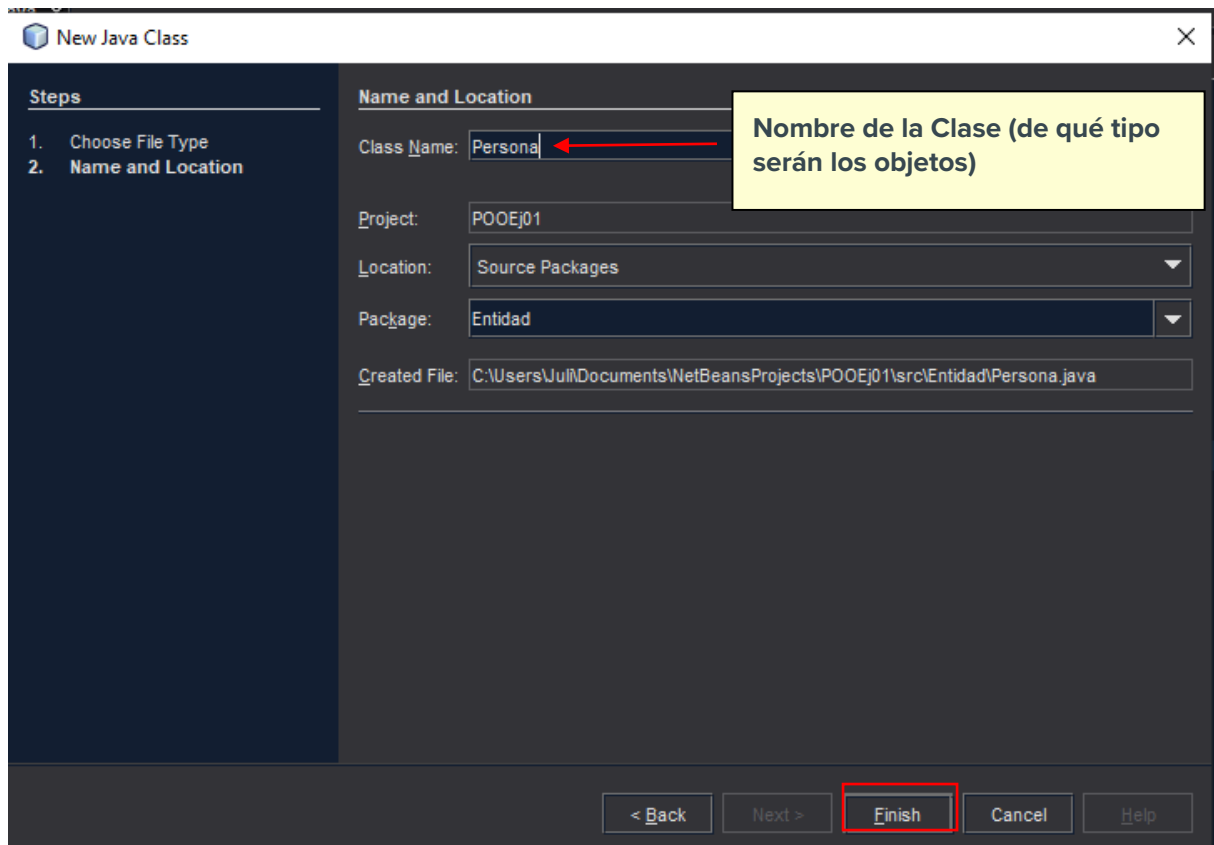 New Java Class
Steps
1. Choose File Type
2. Name and Location
Name and Location
Class Name: Persona
Nombre de la Clase (de qué tipo
serán los objetos)
Project: POOEj01
Location: Source Packages
Package: Entidad
Created File: C:\Users\Juli\Documents\NetBeansProjects\POOEj01\src\Entidad\Persona.java
< Back Next > Finish Cancel Help